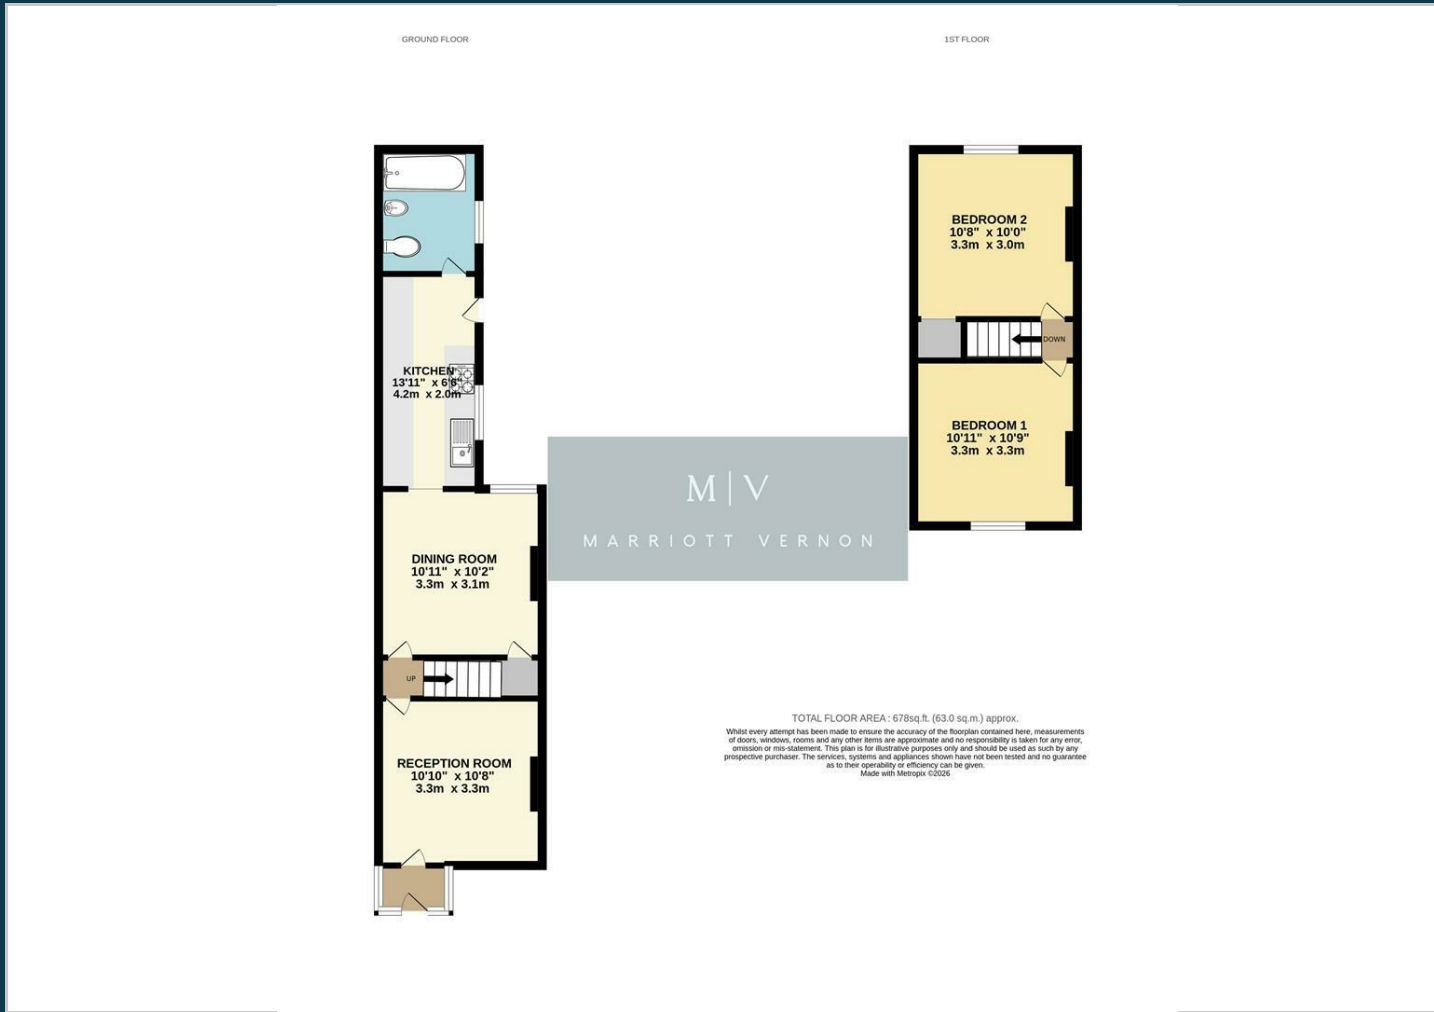 GROUND FLOOR
1ST FLOOR
BEDROOM 2
10'8" x 10'0"
3.3m x 3.0m
DOWN
KITCHEN
13'11" x 6'6"
4.2m x 2.0m
BEDROOM 1
10'11" x 10'9"
3.3m x 3.3m
M|V
MARRIOTT VERNON
DINING ROOM
10'11" x 10'2"
3.3m x 3.1m
UP
RECEPTION ROOM
10'10" x 10'8"
3.3m x 3.3m
TOTAL FLOOR AREA : 678sq.ft. (63.0 sq.m.) approx.
Whilst every attempt has been made to ensure the accuracy of the floorplan contained here, measurements
of doors, windows, rooms and any other items are approximate and no responsibility is taken for any error,
omission or mis-statement. This plan is for illustrative purposes only and should be used as such by any
prospective purchaser. The services, systems and appliances shown have not been tested and no guarantee
as to their operability or efficiency can be given.
Made with Metropix ©2026